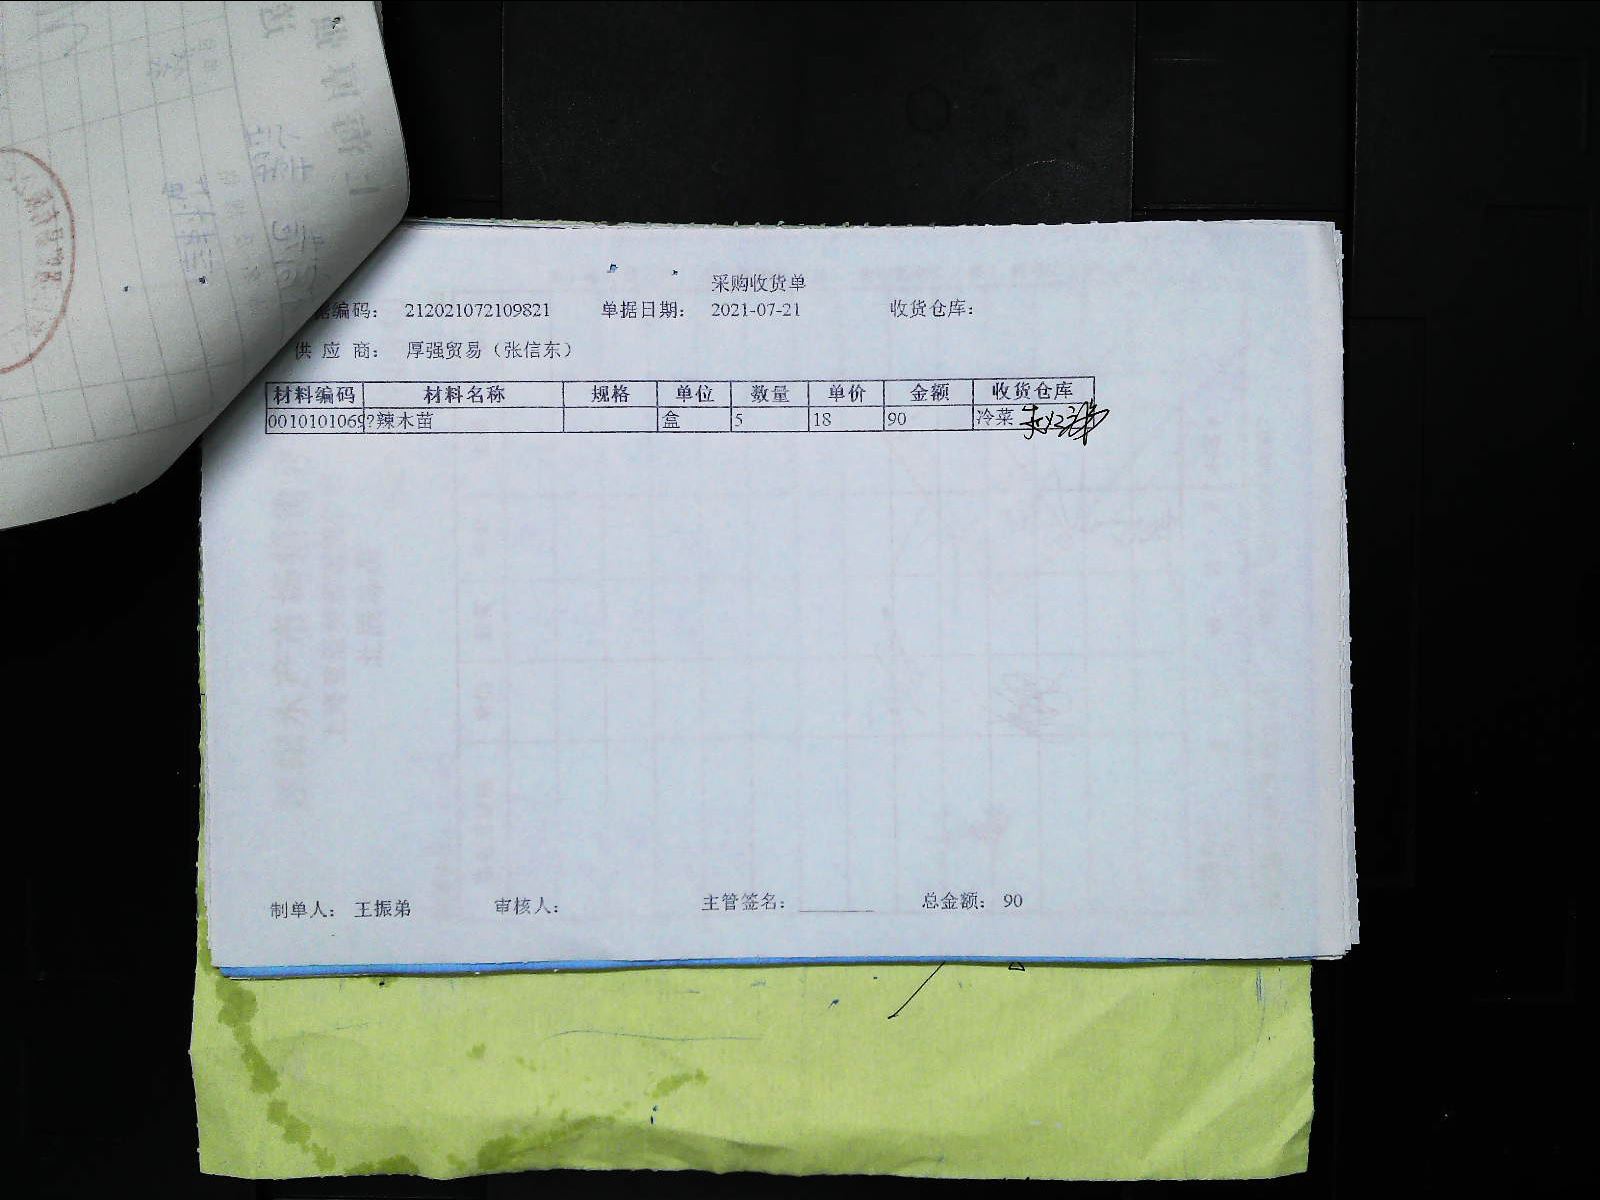 采购收货单
据编码： 212021072109821 单据日期： 2021-07-21 收货仓库：
供 应 商： 厚强贸易（张信东）
材料编码 材料名称 规格 单位 数量 单价 金额 收货仓库
0010101069 ?辣木苗 盒 5 18 90 冷菜
制单人： 王振弟 审核人： 主管签名： 总金额： 90